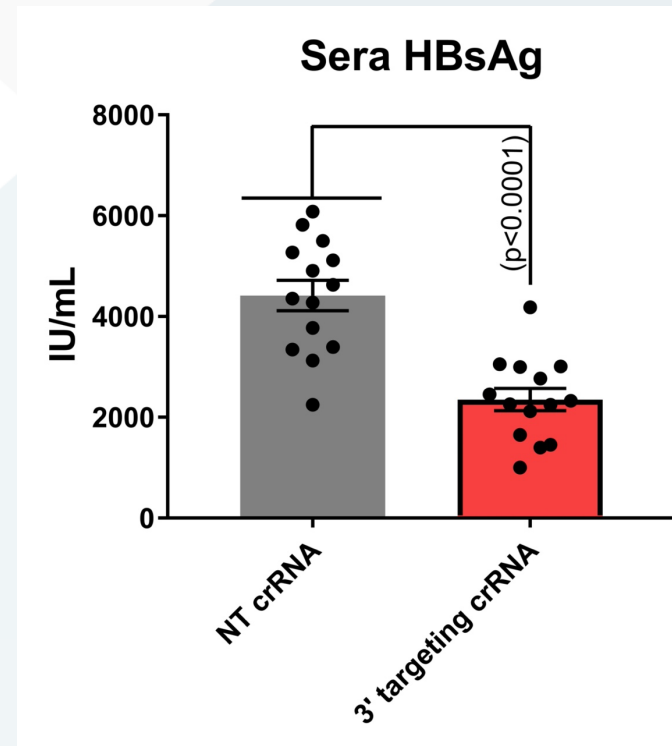 Sera HBsAg
8000
6000
4000
2000
0
IU/mL
(p<0.0001)
NT crRNA
3' targeting crRNA